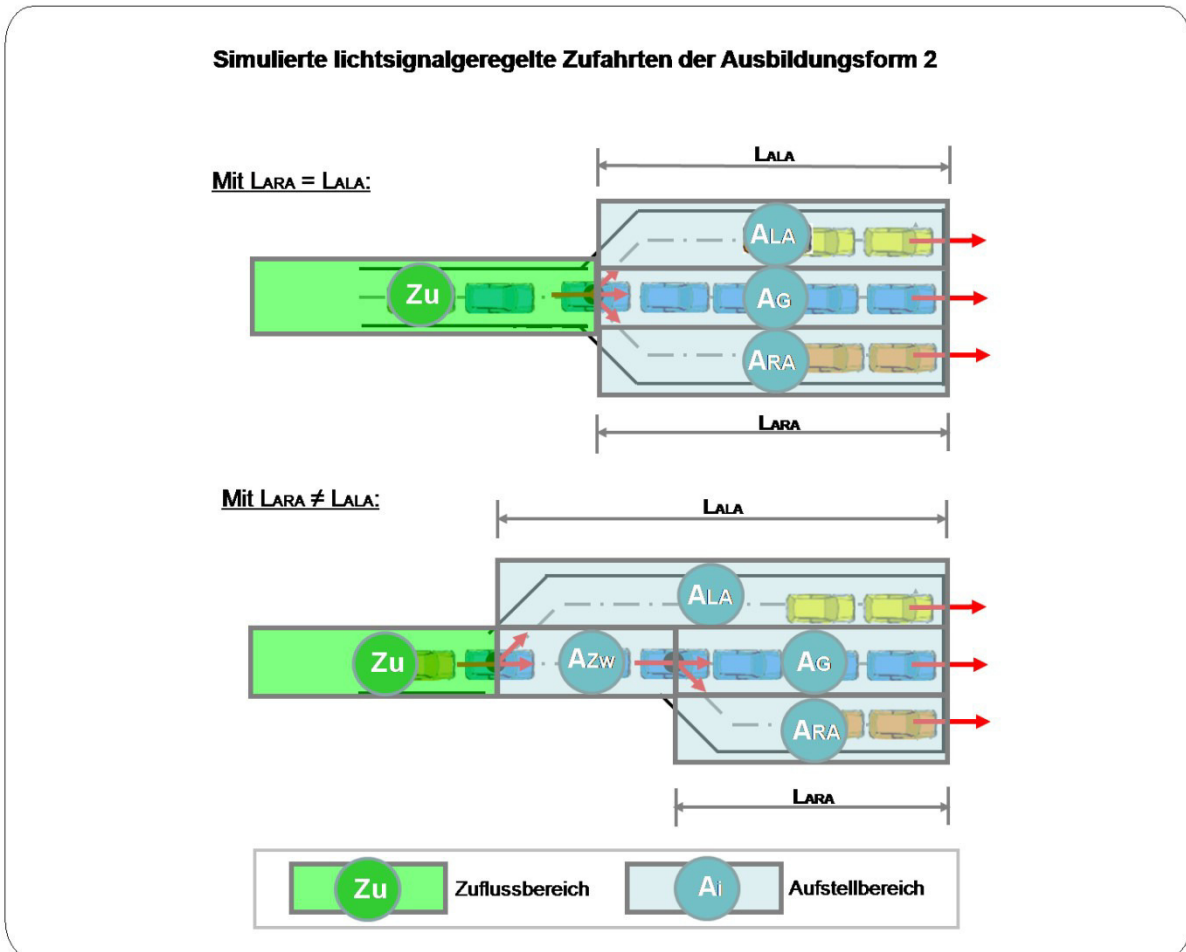 Simulierte lichtsignalgeregelte Zufahrten der Ausbildungsform 2
LALA
Mit LARA = LALA:
ALA
Zu
AG
ARA
LARA
Mit LARA ≠ LALA:
LALA
ALA
Zu
AZW
AG
ARA
LARA
Zu
Zuflussbereich
Ai
Aufstellbereich